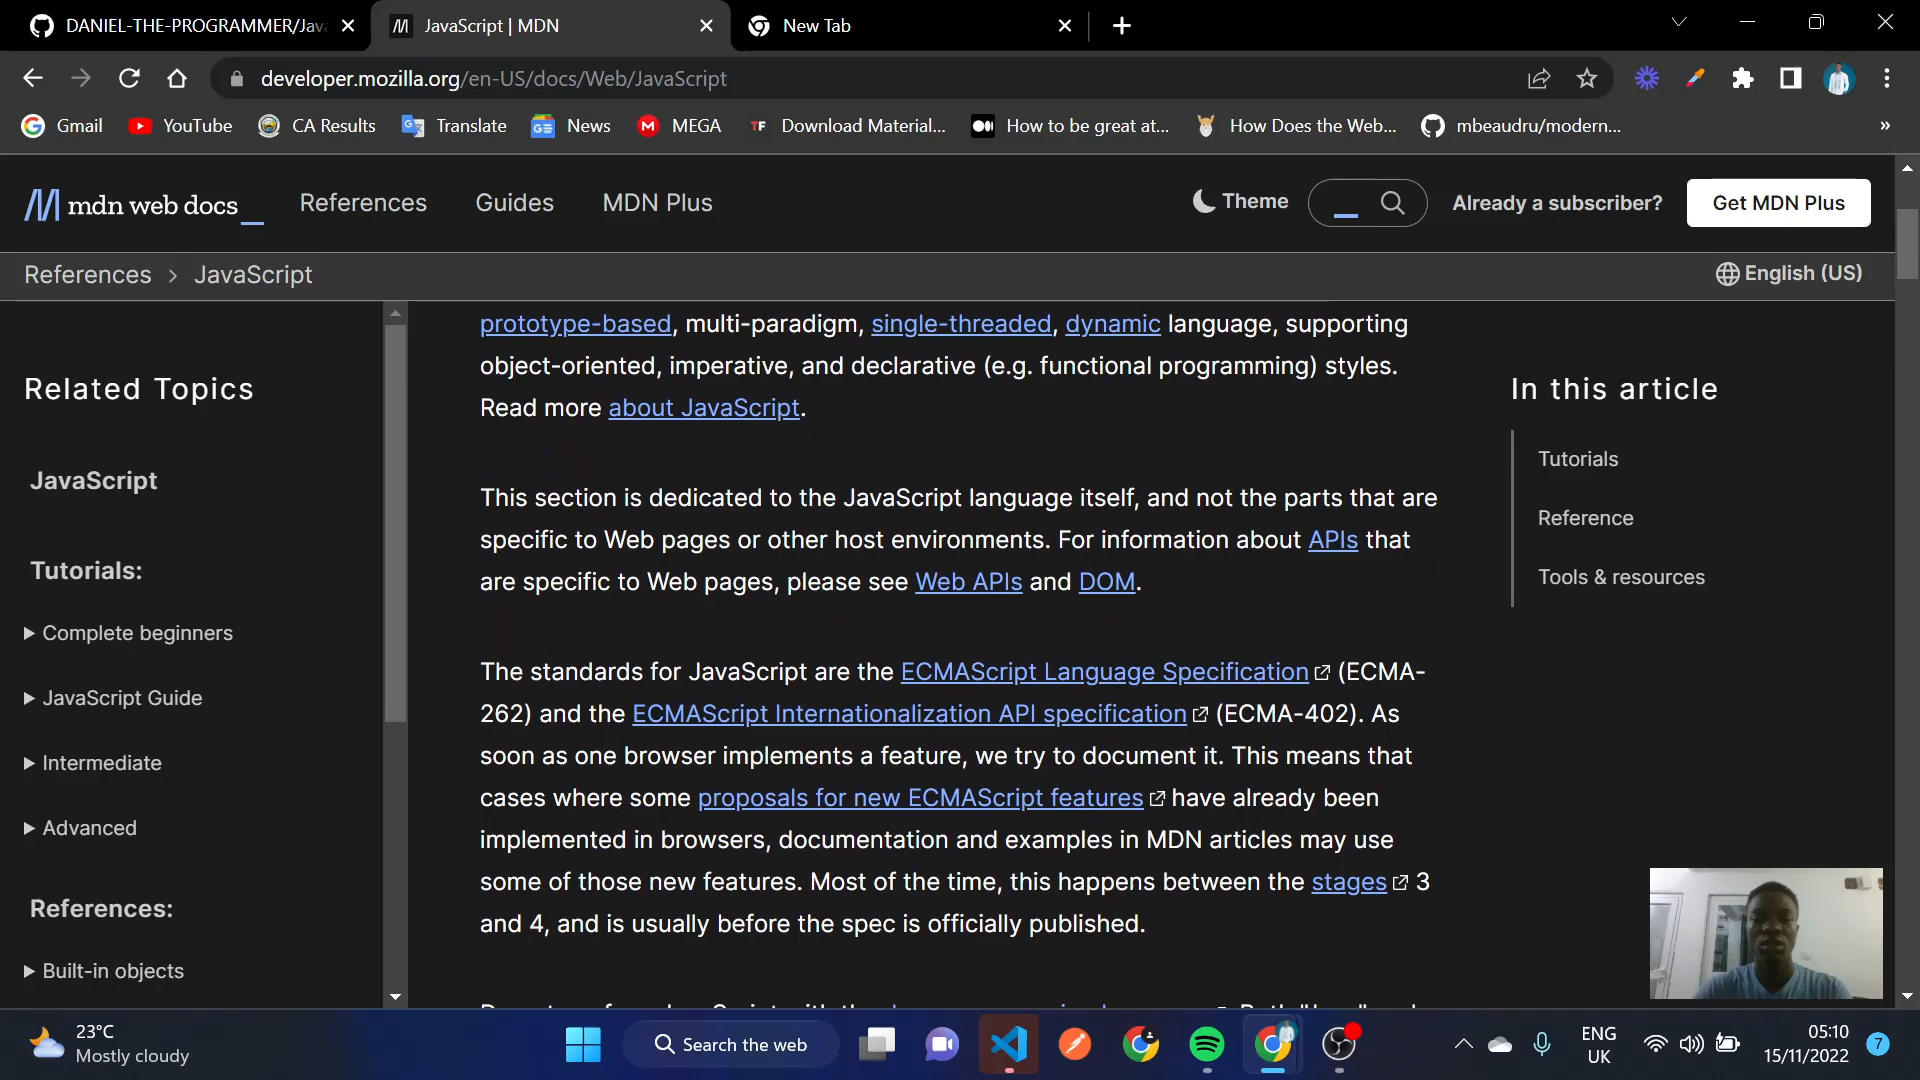 DANIEL-THE-PROGRAMMER/Jav
JavaScript | MDN
New Tab
developer.mozilla.org/en-US/docs/Web/JavaScript
Gmail
YouTube
CA Results
Translate
News
MEGA
TF Download Material...
How to be great at...
How Does the Web...
mbeaudru/modern...
»
mdn web docs_
References
Guides
MDN Plus
Theme
Already a subscriber?
Get MDN Plus
References > JavaScript
English (US)
Related Topics
JavaScript
Tutorials:
Complete beginners
JavaScript Guide
Intermediate
Advanced
References:
Built-in objects
prototype-based, multi-paradigm, single-threaded, dynamic language, supporting
object-oriented, imperative, and declarative (e.g. functional programming) styles.
Read more about JavaScript.
This section is dedicated to the JavaScript language itself, and not the parts that are
specific to Web pages or other host environments. For information about APIs that
are specific to Web pages, please see Web APIs and DOM.
The standards for JavaScript are the ECMAScript Language Specification (ECMA-
262) and the ECMAScript Internationalization API specification (ECMA-402). As
soon as one browser implements a feature, we try to document it. This means that
cases where some proposals for new ECMAScript features have already been
implemented in browsers, documentation and examples in MDN articles may use
some of those new features. Most of the time, this happens between the stages 3
and 4, and is usually before the spec is officially published.
In this article
Tutorials
Reference
Tools & resources
23°C
Mostly cloudy
Search the web
ENG
UK
05:10
15/11/2022
7